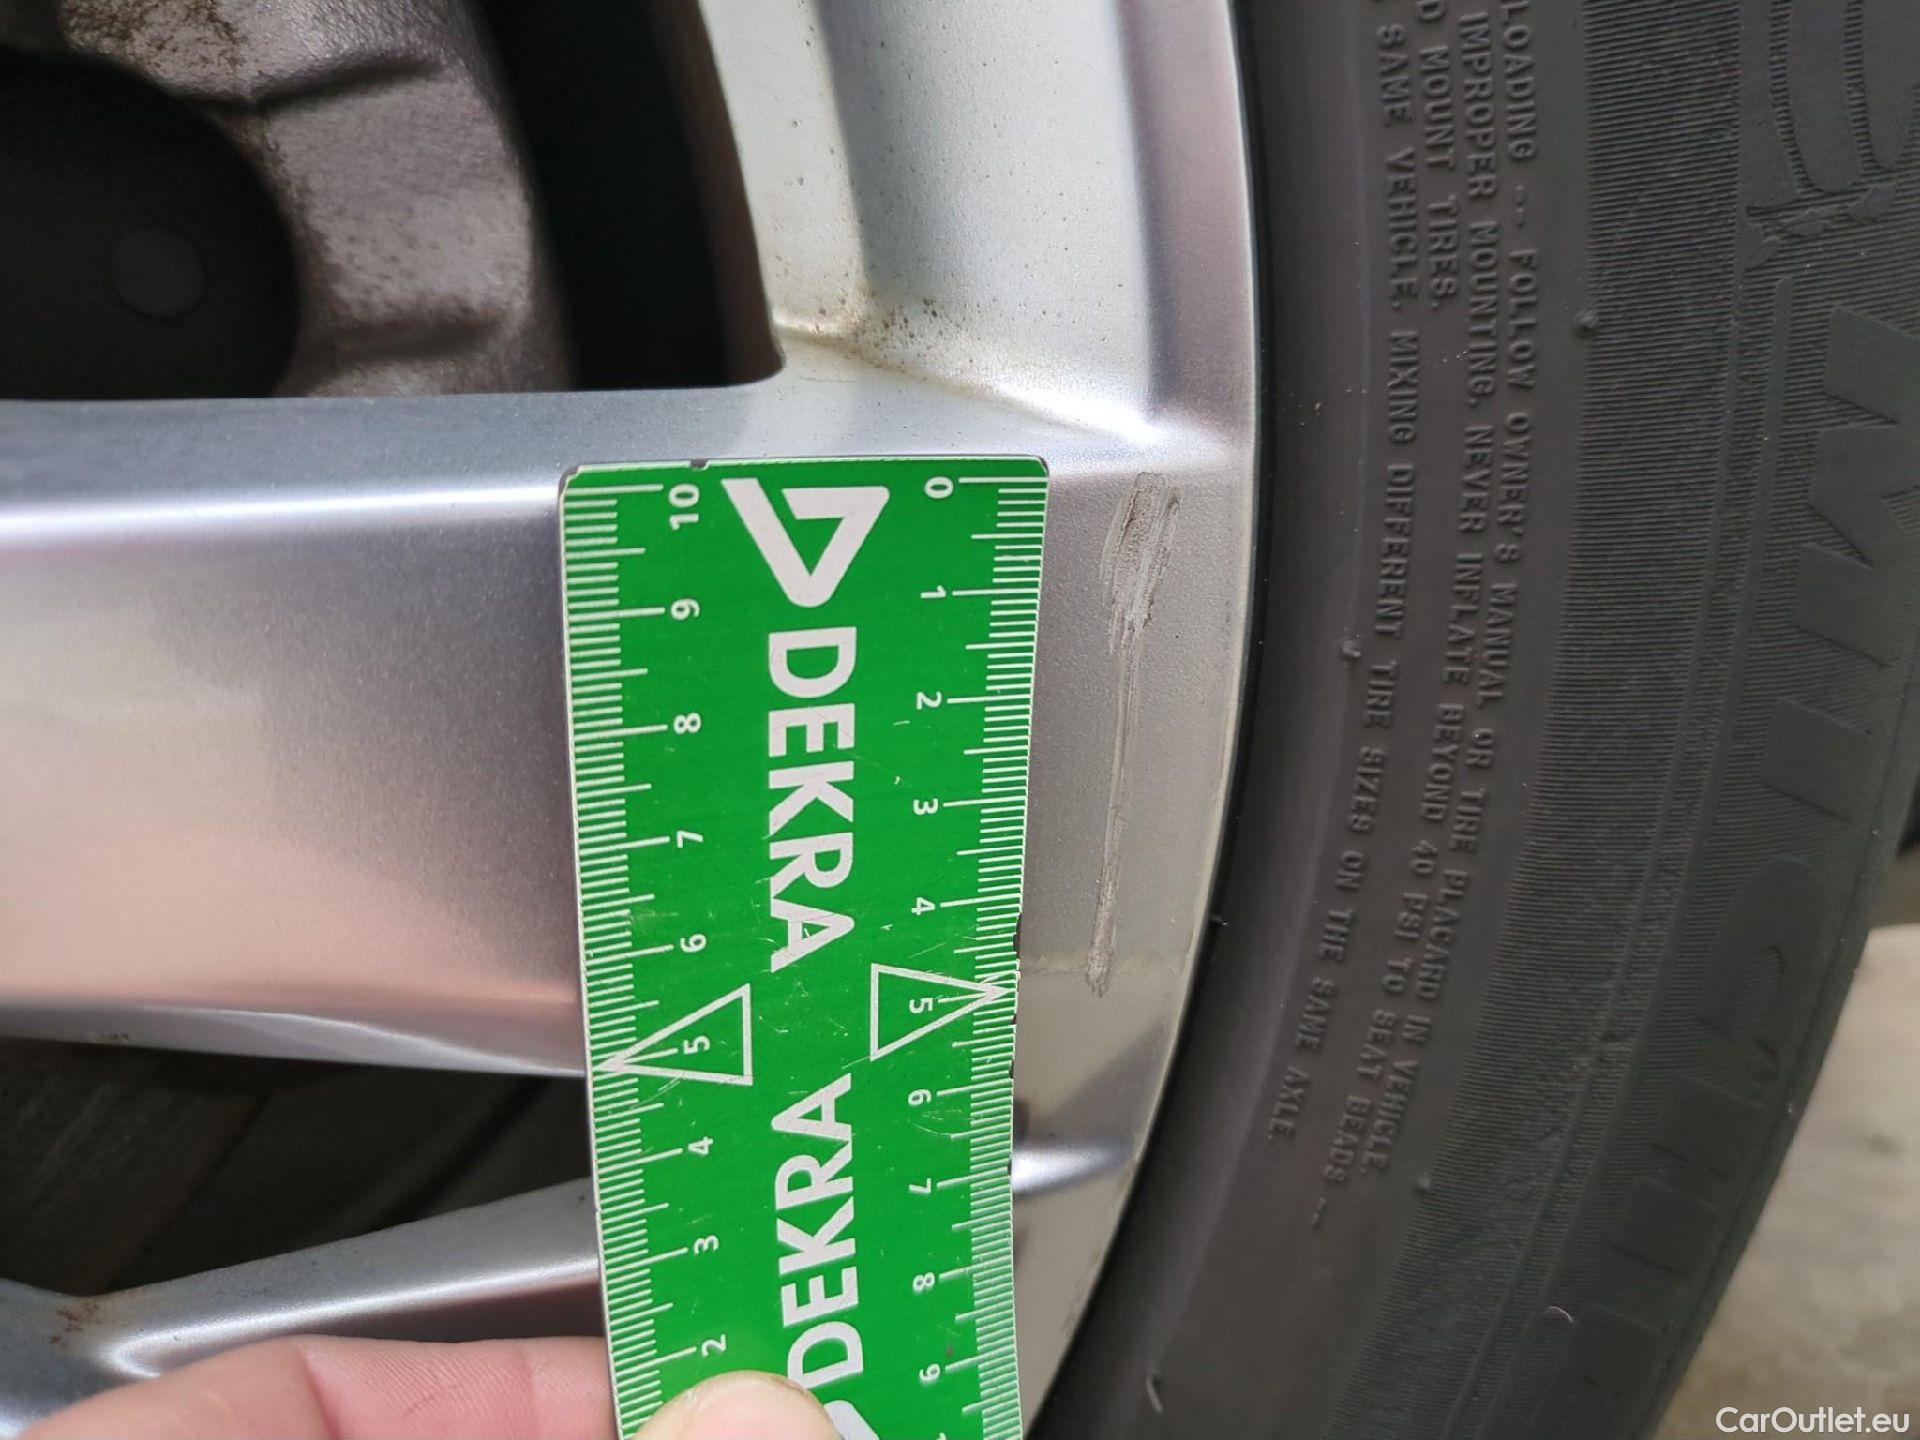 LOADING -- FOLLOW OWNER'S MANUAL OR TIRE PLACARD IN VEHICLE.
IMPROPER MOUNTING. NEVER INFLATE BEYOND 40 PSI TO SEAT BEADS --
D MOUNT TIRES.
SAME VEHICLE. MIXING DIFFERENT TIRE SIZES ON THE SAME AXLE.
0 1 2 3 4 5 6 7 8 9
DEKRA DEKRA
10 9 8 7 6 5 4 3 2
CarOutlet.eu